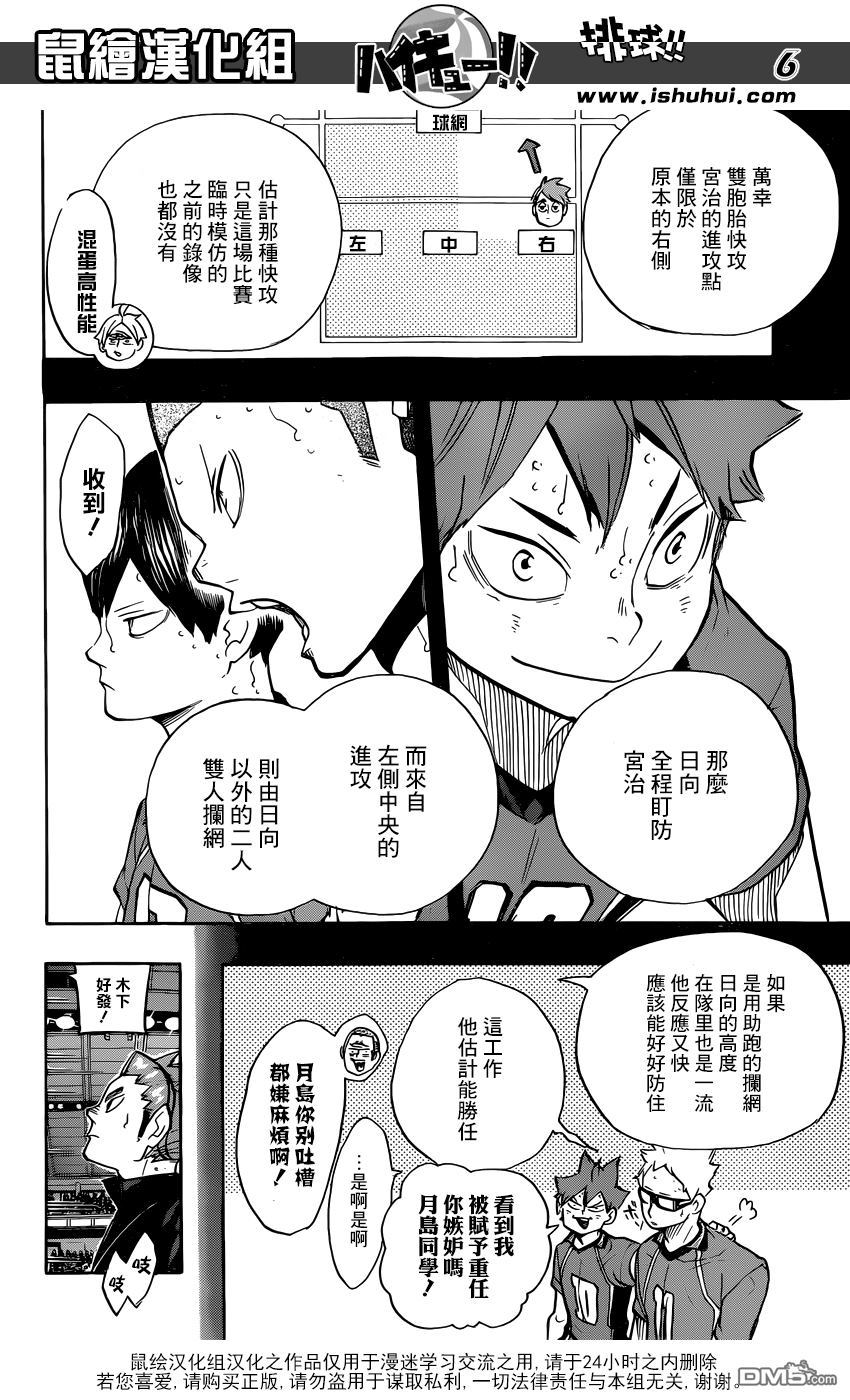 鼠繪漢化組
ハイキュー!!
排球!!
6
www.ishuhui.com
球網
左
中
右
萬幸
雙胞胎快攻
宮治的進攻點
僅限於
原本的右側
估計那種快攻
只是這場比賽
臨時模仿的
之前的錄像
也都沒有
混蛋高性能
那麼
日向
全程盯防
宮治
而來自
左側中央的
進攻
則由日向
以外的二人
雙人攔網
收到!
如果
是用助跑的攔網
日向的高度
在隊里也是一流
他反應又快
應該能好好防住
這工作
他估計能勝任
看到我
被賦予重任
你嫉妒嗎
月島同學!
…是啊是啊
月島你別吐槽
都嫌麻煩啊!
木下
好發!
吱
吱
鼠绘汉化组汉化之作品仅用于漫迷学习交流之用, 请于24小时之内删除
若您喜爱, 请购买正版, 请勿用于谋取私利, 一切法律责任与本组无关, 谢谢。
DM5.com